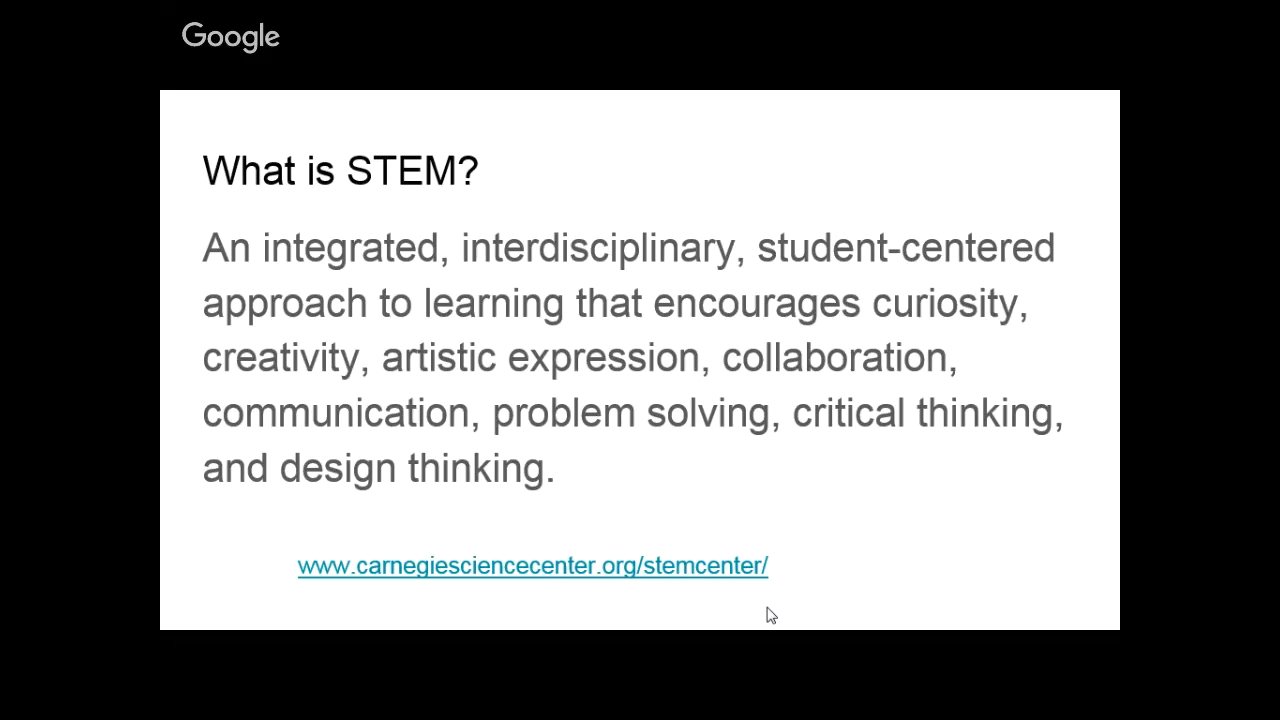 Google
What is STEM?
An integrated, interdisciplinary, student-centered
approach to learning that encourages curiosity,
creativity, artistic expression, collaboration,
communication, problem solving, critical thinking,
and design thinking.
www.carnegiesciencecenter.org/stemcenter/